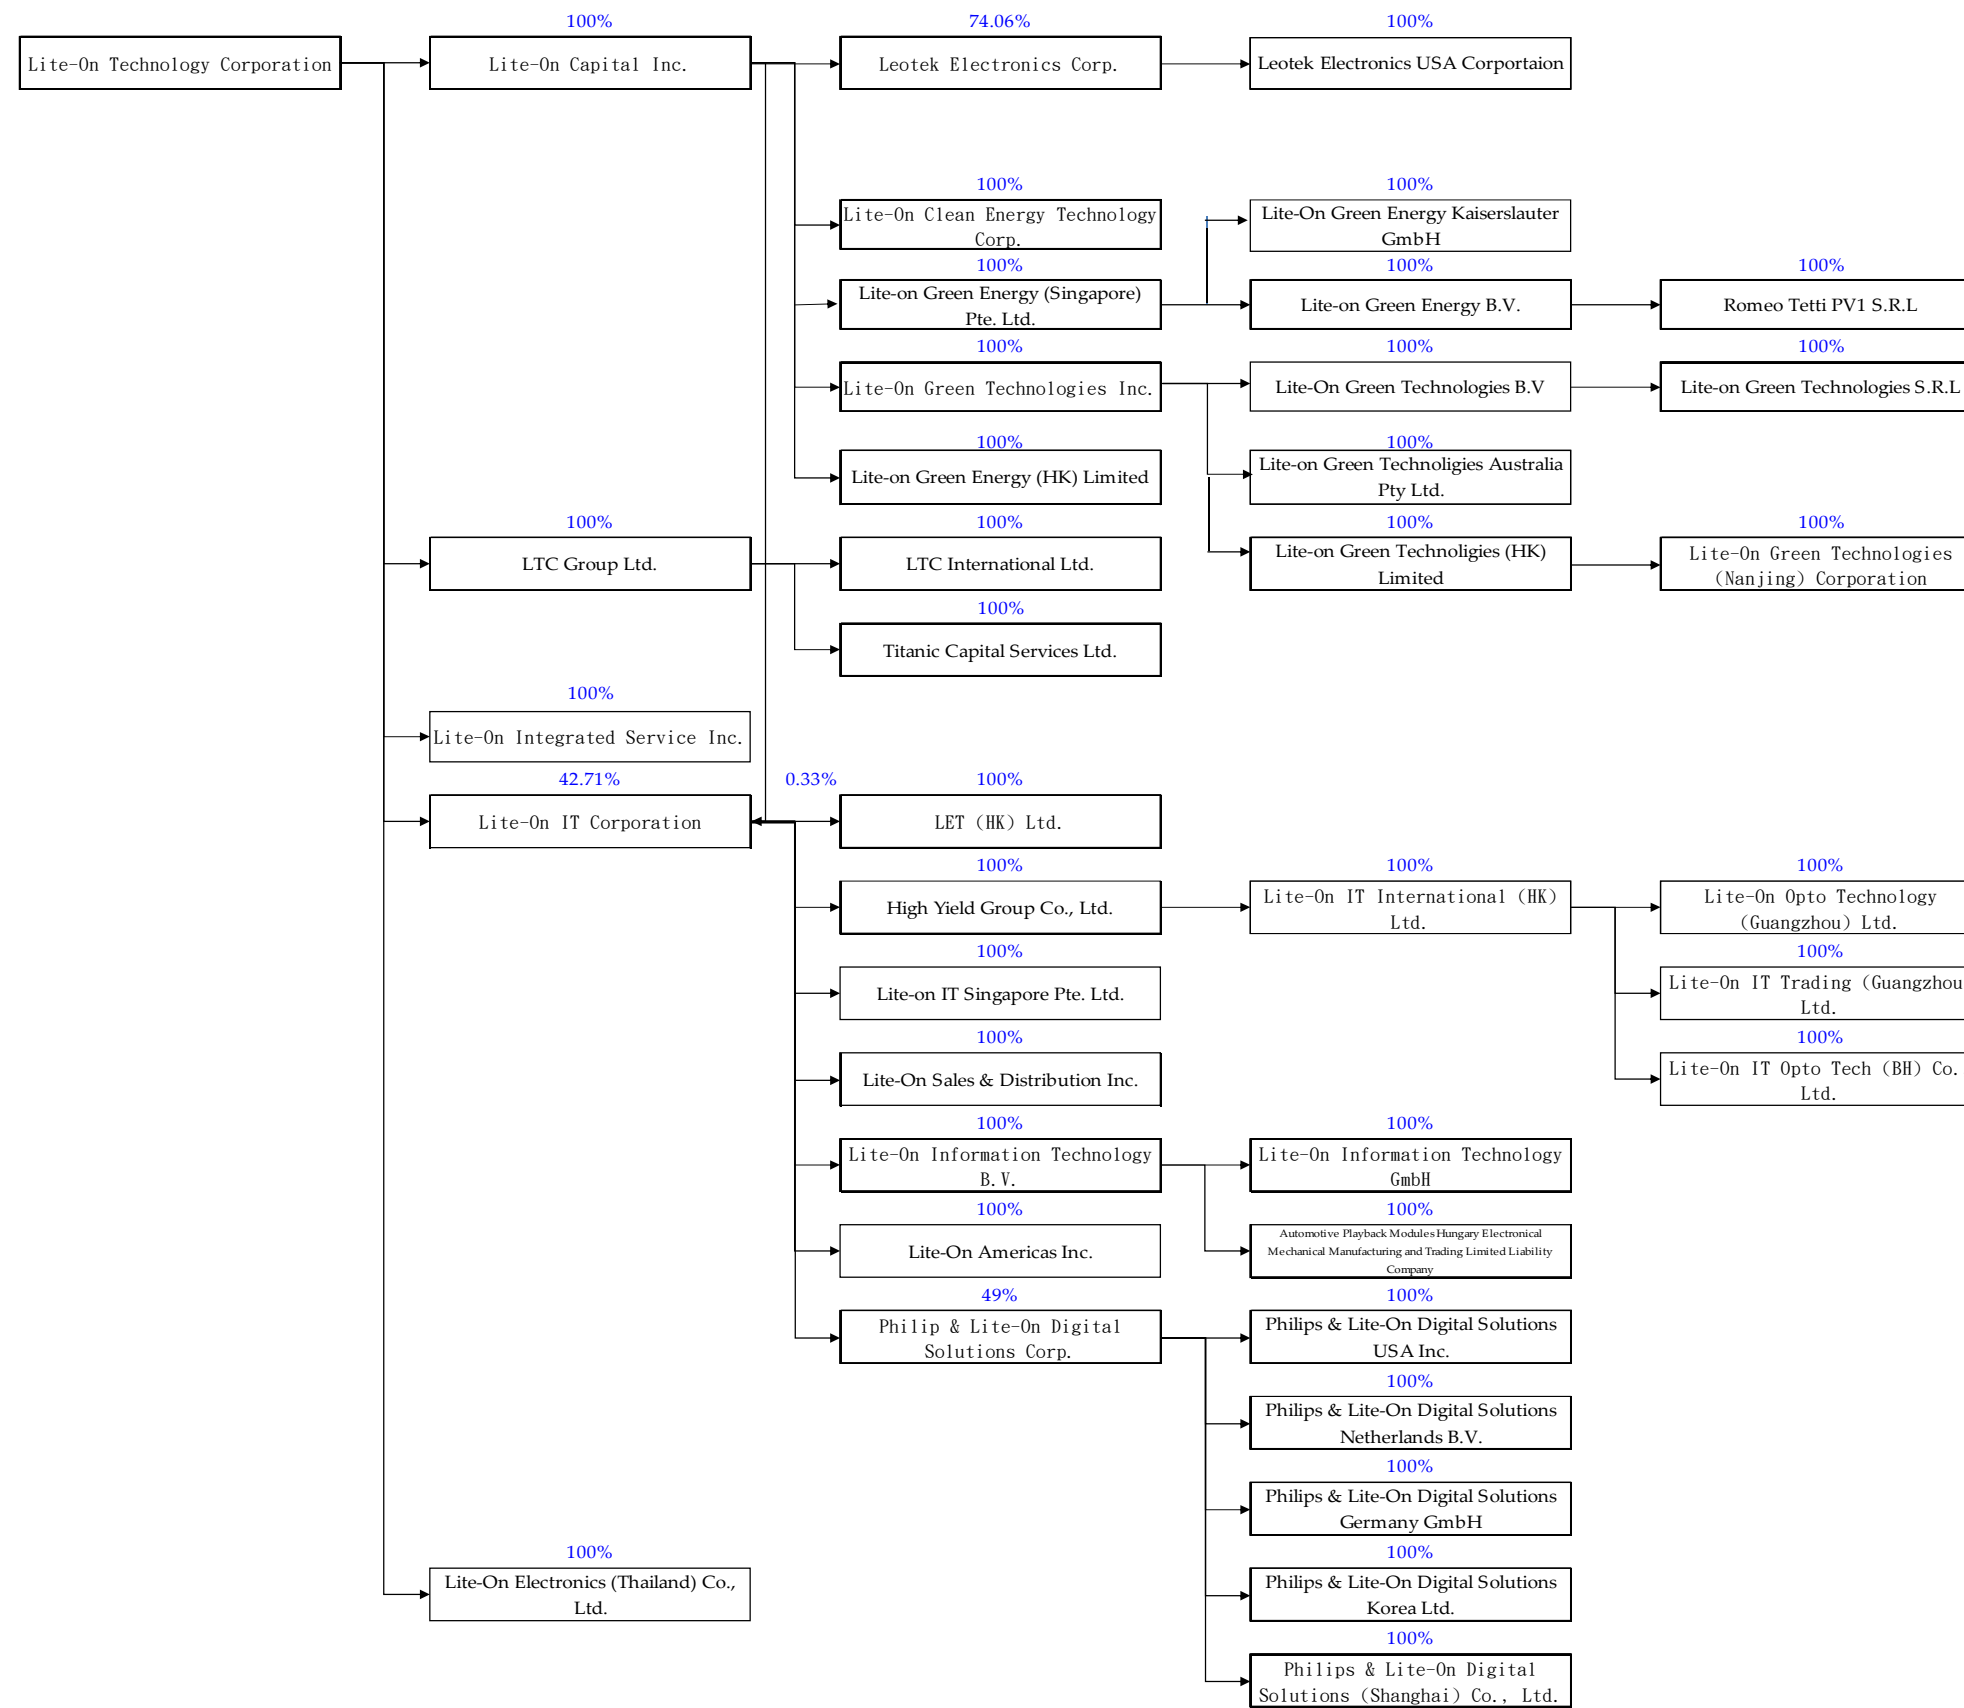 100%
74.06%
100%
Lite-On Technology Corporation
Lite-On Capital Inc.
Leotek Electronics Corp.
Leotek Electronics USA Corportaion
100%
100%
Lite-On Clean Energy Technology
Corp.
Lite-On Green Energy Kaiserslauter
GmbH
100%
100%
100%
Lite-on Green Energy (Singapore)
Pte. Ltd.
Lite-on Green Energy B.V.
Romeo Tetti PV1 S.R.L
100%
100%
100%
Lite-On Green Technologies Inc.
Lite-On Green Technologies B.V
Lite-on Green Technologies S.R.L
100%
100%
Lite-on Green Energy (HK) Limited
Lite-on Green Technoligies Australia
Pty Ltd.
100%
100%
100%
100%
LTC Group Ltd.
LTC International Ltd.
Lite-on Green Technoligies (HK)
Limited
Lite-On Green Technologies
(Nanjing) Corporation
100%
Titanic Capital Services Ltd.
100%
Lite-On Integrated Service Inc.
42.71%
0.33%
100%
Lite-On IT Corporation
LET (HK) Ltd.
100%
100%
100%
High Yield Group Co., Ltd.
Lite-On IT International (HK)
Ltd.
Lite-On Opto Technology
(Guangzhou) Ltd.
100%
100%
Lite-on IT Singapore Pte. Ltd.
Lite-On IT Trading (Guangzhou
Ltd.
100%
100%
Lite-On Sales & Distribution Inc.
Lite-On IT Opto Tech (BH) Co.
Ltd.
100%
100%
Lite-On Information Technology
B.V.
Lite-On Information Technology
GmbH
100%
100%
Lite-On Americas Inc.
Automotive Playback Modules Hungary Electronical
Mechanical Manufacturing and Trading Limited Liability
Company
49%
100%
Philip & Lite-On Digital
Solutions Corp.
Philips & Lite-On Digital Solutions
USA Inc.
100%
Philips & Lite-On Digital Solutions
Netherlands B.V.
100%
Philips & Lite-On Digital Solutions
Germany GmbH
100%
100%
Lite-On Electronics (Thailand) Co.,
Ltd.
Philips & Lite-On Digital Solutions
Korea Ltd.
100%
Philips & Lite-On Digital
Solutions (Shanghai) Co., Ltd.